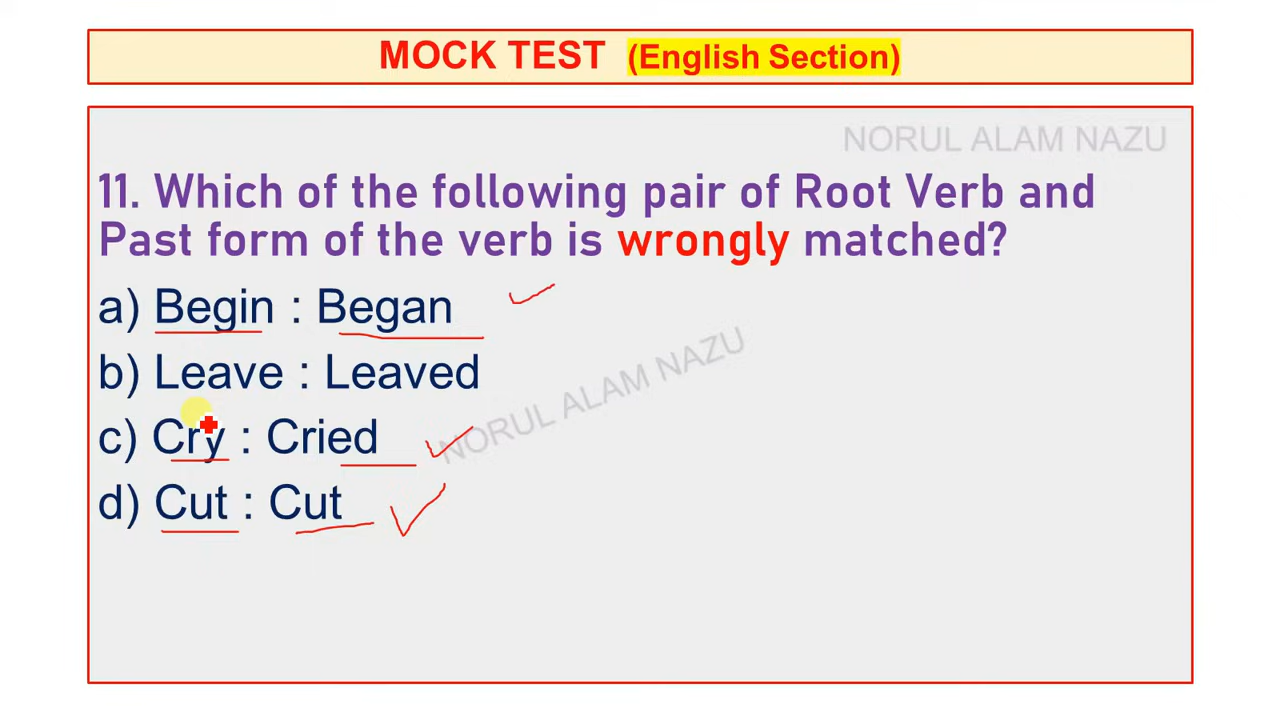 MOCK TEST (English Section)
NORUL ALAM NAZU
11. Which of the following pair of Root Verb and
Past form of the verb is wrongly matched?
a) Begin : Began
b) Leave : Leaved
c) Cry : Cried
d) Cut : Cut
NORUL ALAM NAZU